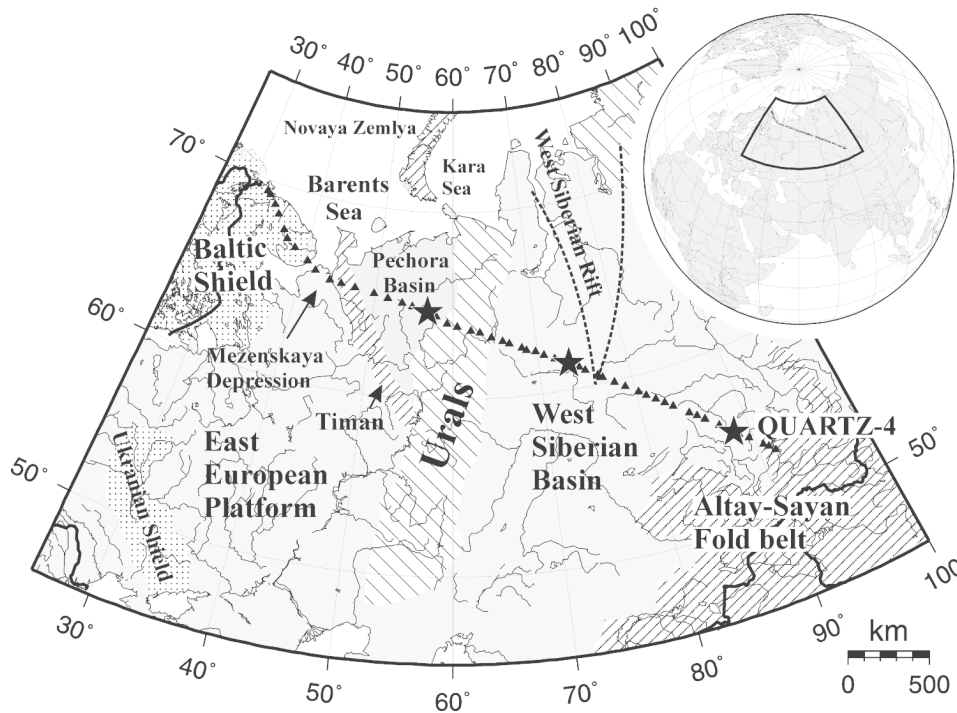 30° 40° 50° 60° 70° 80° 90° 100°
70°
60°
50°
Novaya Zemlya
Kara
Sea
Barents
Sea
West Siberian Rift
Baltic
Shield
Pechora
Basin
Mezenskaya
Depression
Timan
Urals
West
Siberian
Basin
QUARTZ-4
50°
East
European
Platform
Ukranian Shield
Altay-Sayan
Fold belt
30° 40° 50° 60° 70° 80° 90° 100°
km
0 500